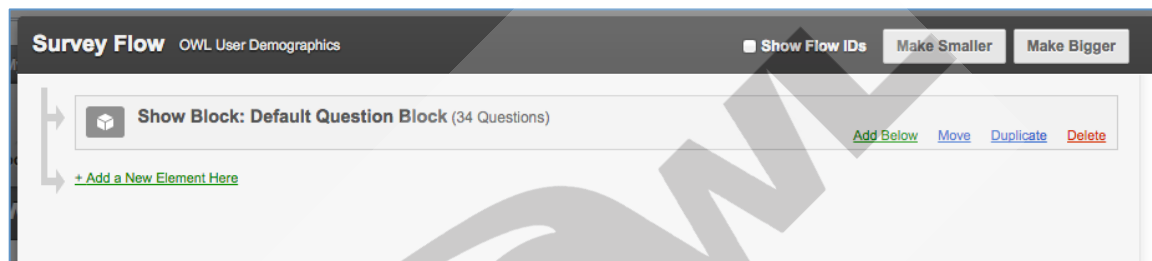 Survey Flow OWL User Demographics Show Flow IDs Make Smaller Make Bigger
Show Block: Default Question Block (34 Questions)
Add Below Move Duplicate Delete
+ Add a New Element Here
OWL